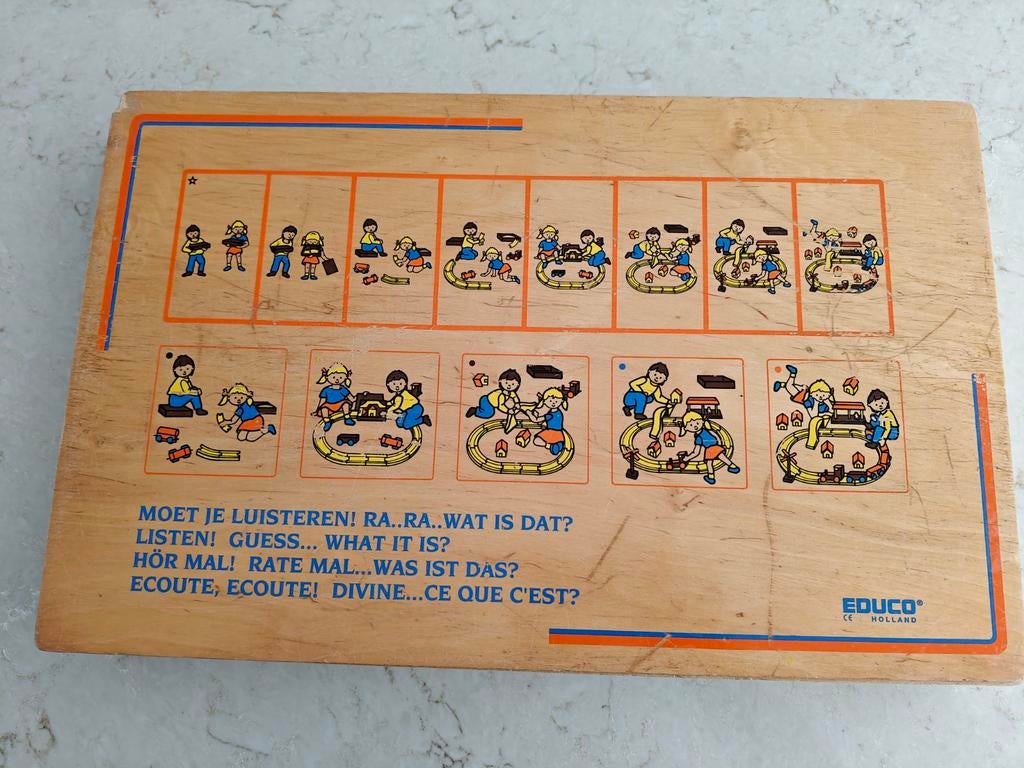 MOET JE LUISTEREN! RA..RA..WAT IS DAT?
LISTEN! GUESS... WHAT IT IS?
HÖR MAL! RATE MAL...WAS IST DAS?
ECOUTE, ECOUTE! DIVINE...CE QUE C'EST?
EDUCO®
CE HOLLAND